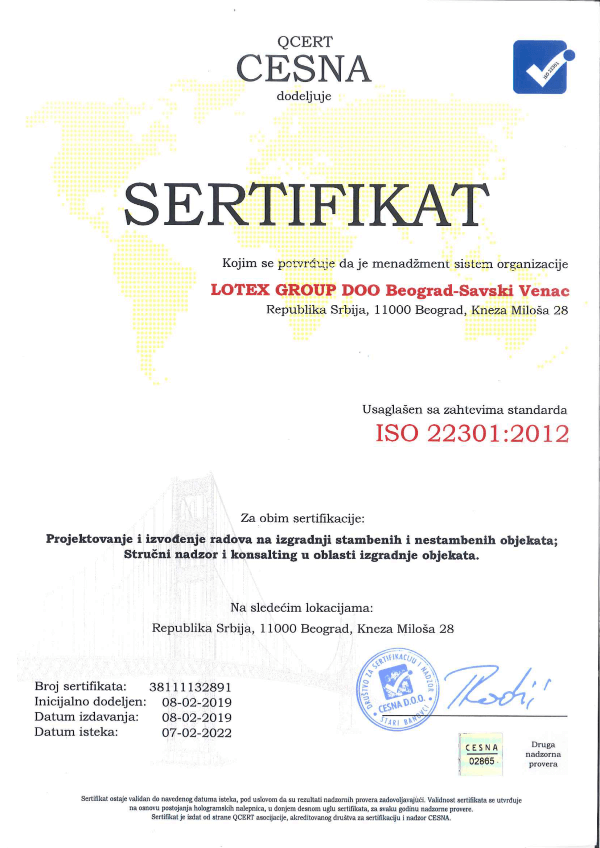 QCERT
CESNA
dodeljuje
SERTIFIKAT
Kojim se potvrđuje da je menadžment sistem organizacije
LOTEX GROUP DOO Beograd-Savski Venac
Republika Srbija, 11000 Beograd, Kneza Miloša 28
Usaglašen sa zahtevima standarda
ISO 22301:2012
Za obim sertifikacije:
Projektovanje i izvođenje radova na izgradnji stambenih i nestambenih objekata;
Stručni nadzor i konsalting u oblasti izgradnje objekata.
Na sledećim lokacijama:
Republika Srbija, 11000 Beograd, Kneza Miloša 28
Broj sertifikata: 38111132891
Inicijalno dodeljen: 08-02-2019
Datum izdavanja: 08-02-2019
Datum isteka: 07-02-2022
DRUŠTVO ZA SERTIFIKACIJU I NADZOR
CESNA D.O.O.
STARI BANOVCI
CESNA
02865
Druga
nadzorna
provera
Sertifikat ostaje validan do navedenog datuma isteka, pod uslovom da su rezultati nadzornih provera zadovoljavajući. Validnost sertifikata se utvrđuje
na osnovu postojanja hologramskih nalepnica, u donjem desnom uglu sertifikata, za svaku godinu nadzorne provere.
Sertifikat je izdat od strane QCERT asocijacije, akreditovanog društva za sertifikaciju i nadzor CESNA.